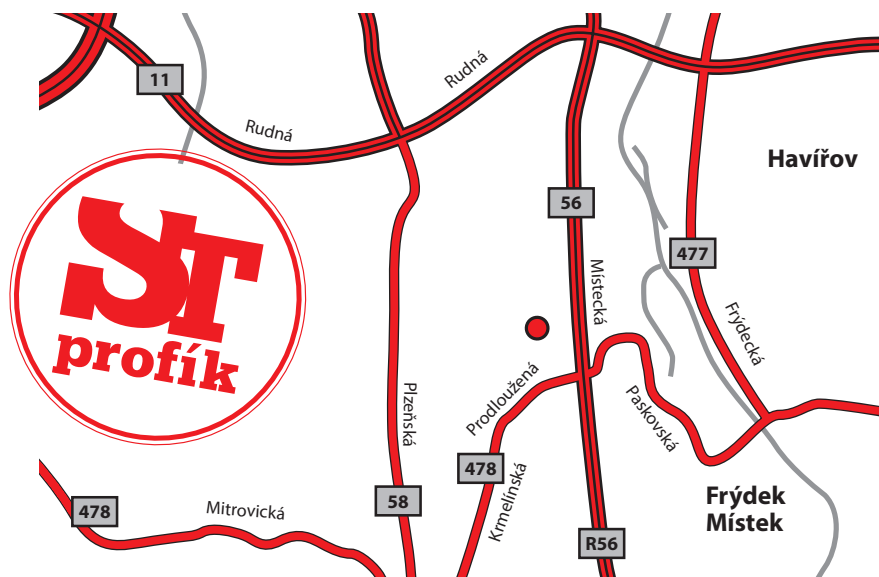 11
Rudná
Rudná
Havířov
56
477
ST
profík
Místecká
Frýdecká
Plzeňská
Prodloužená
Paskovská
478
Krmelínská
58
478
Mitrovická
Frýdek
Místek
R56